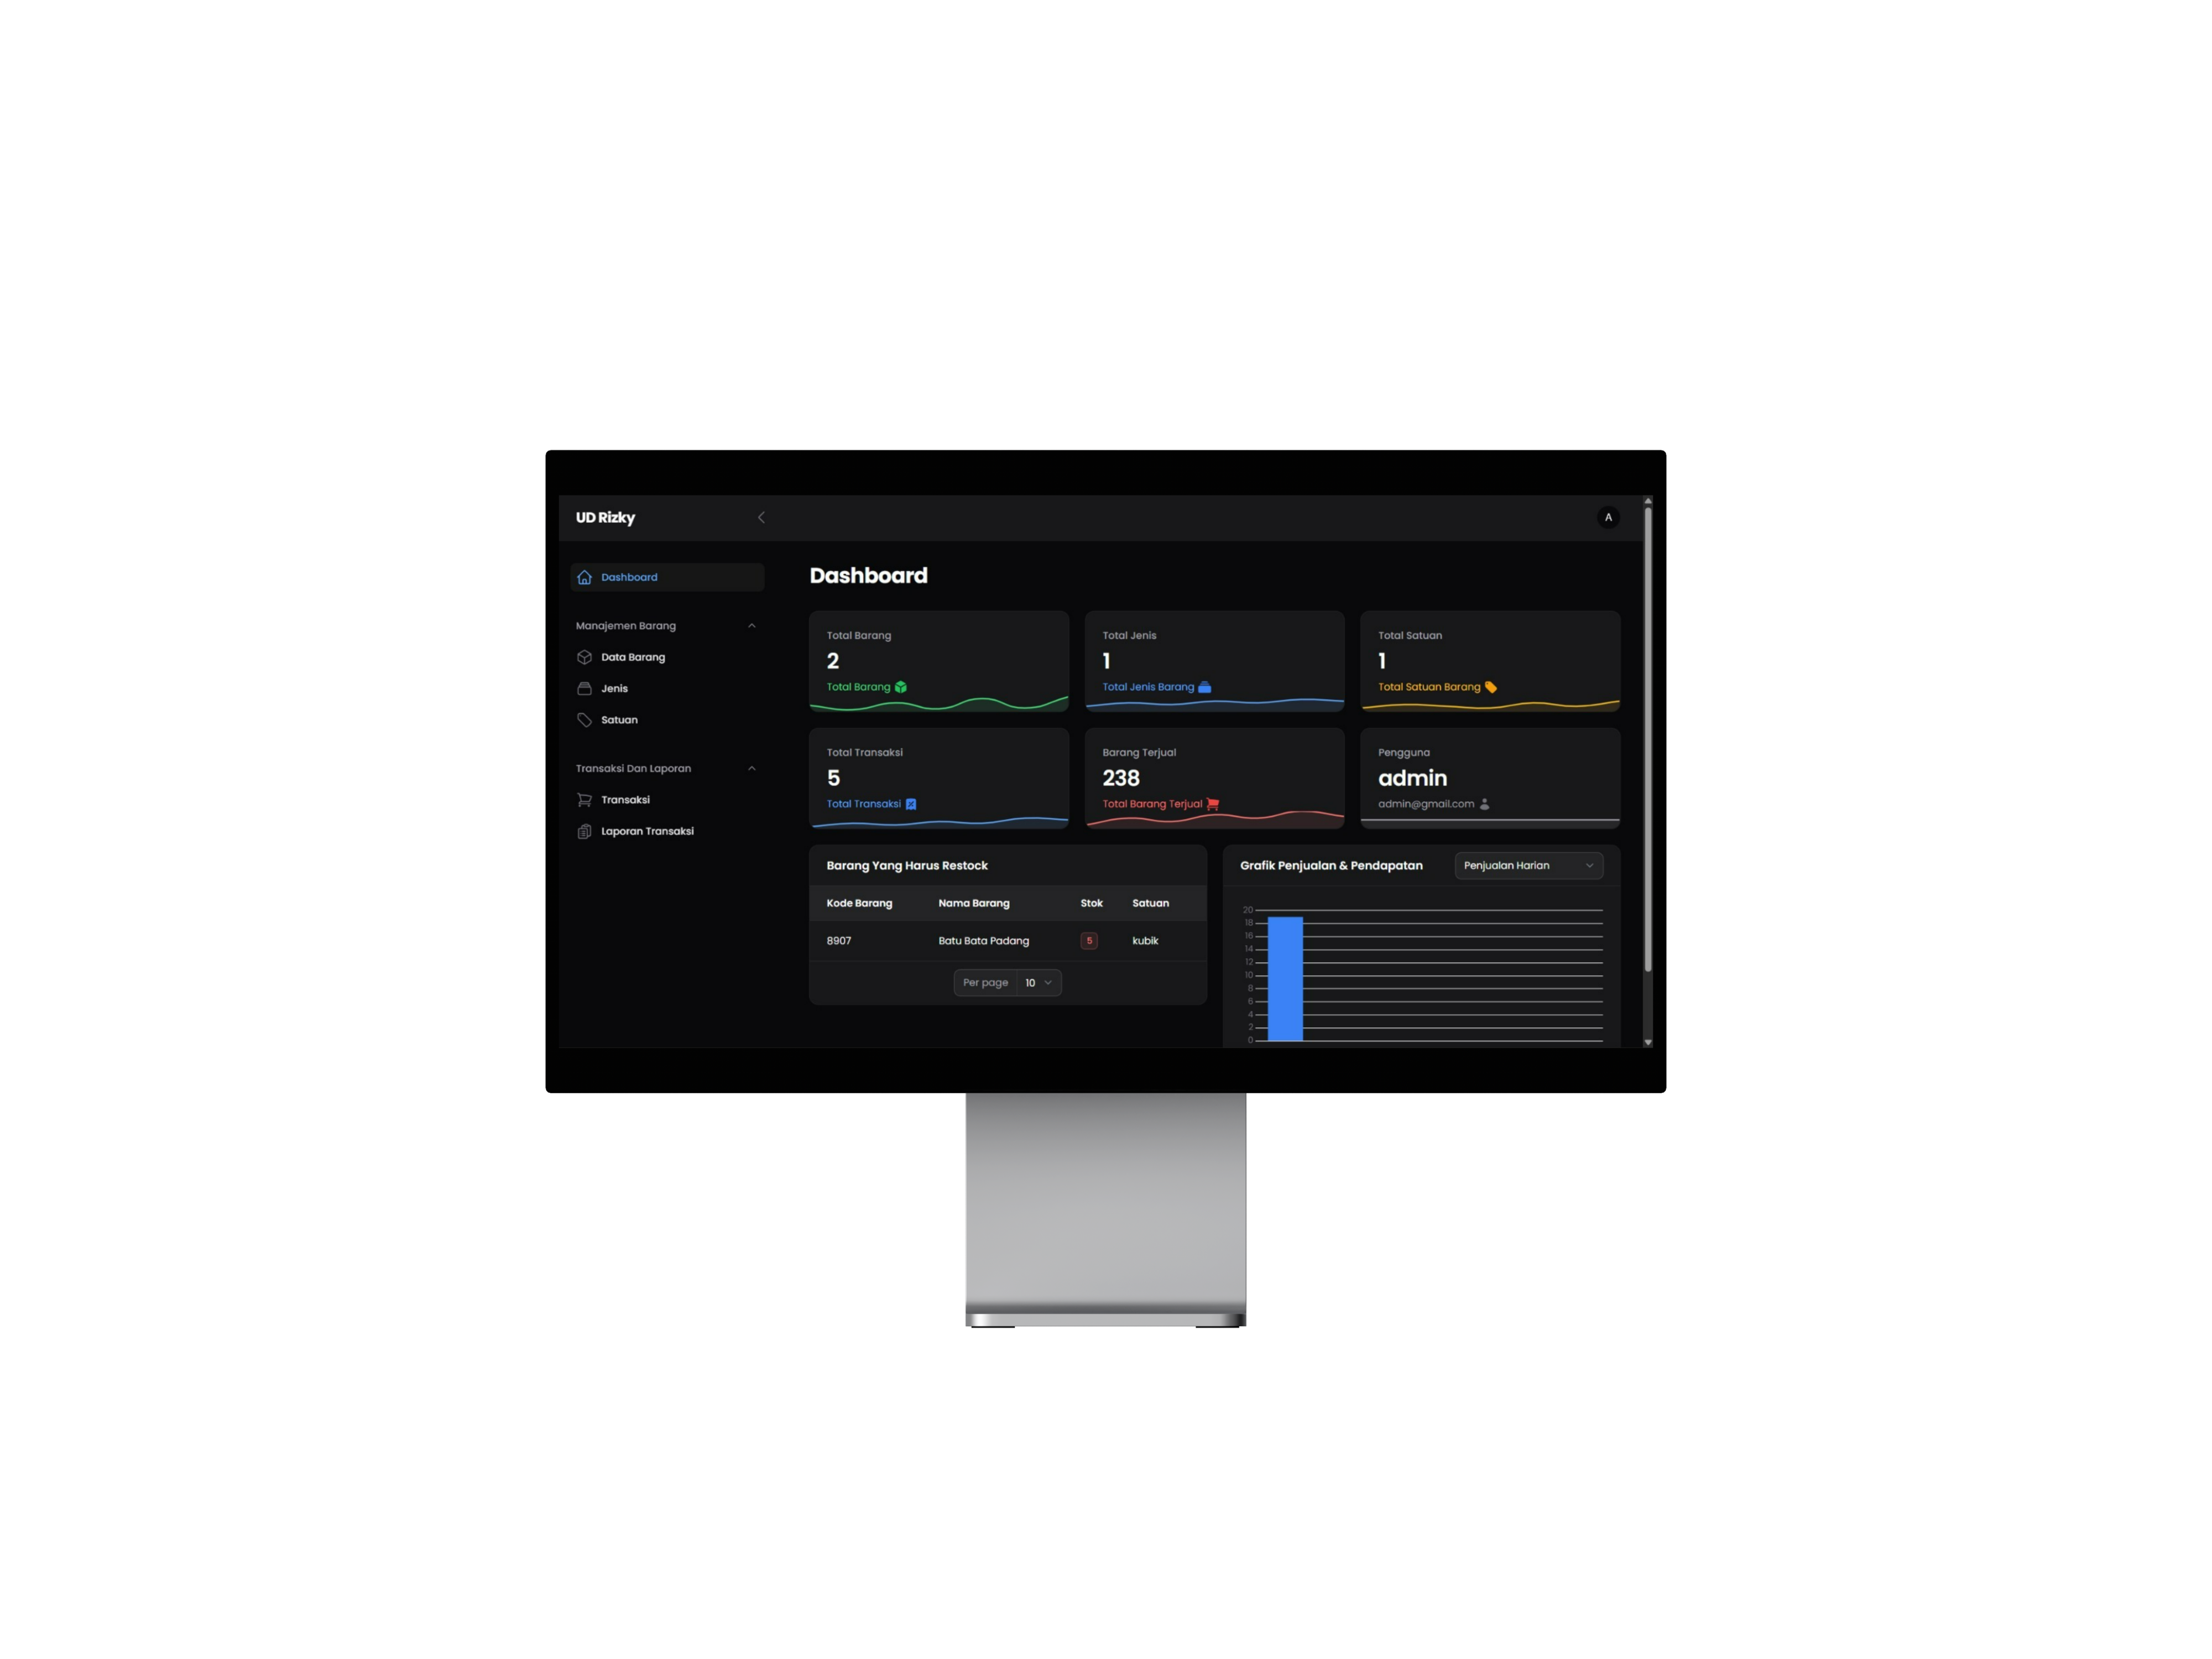 UD Rizky
A
Dashboard
Manajemen Barang
Data Barang
Jenis
Satuan
Transaksi Dan Laporan
Transaksi
Laporan Transaksi
Dashboard
Total Barang
2
Total Barang
Total Jenis
1
Total Jenis Barang
Total Satuan
1
Total Satuan Barang
Total Transaksi
5
Total Transaksi
Barang Terjual
238
Total Barang Terjual
Pengguna
admin
admin@gmail.com
Barang Yang Harus Restock
Kode Barang Nama Barang Stok Satuan
8907 Batu Bata Padang 5 kubik
Per page 10
Grafik Penjualan & Pendapatan
Penjualan Harian
20
18
16
14
12
10
8
6
4
2
0